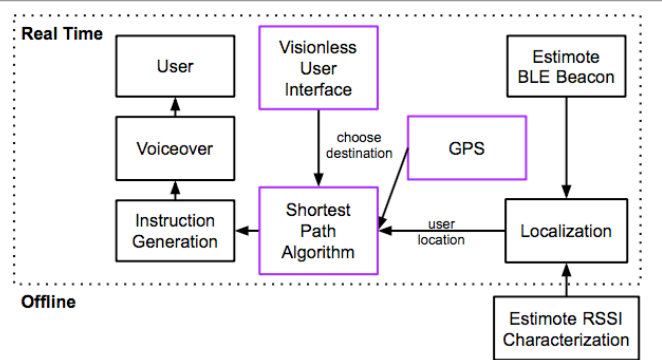 Real Time
User
Visionless
User
Interface
Estimote
BLE Beacon
Voiceover
choose
destination
GPS
Instruction
Generation
Shortest
Path
Algorithm
user
location
Localization
Offline
Estimote RSSI
Characterization